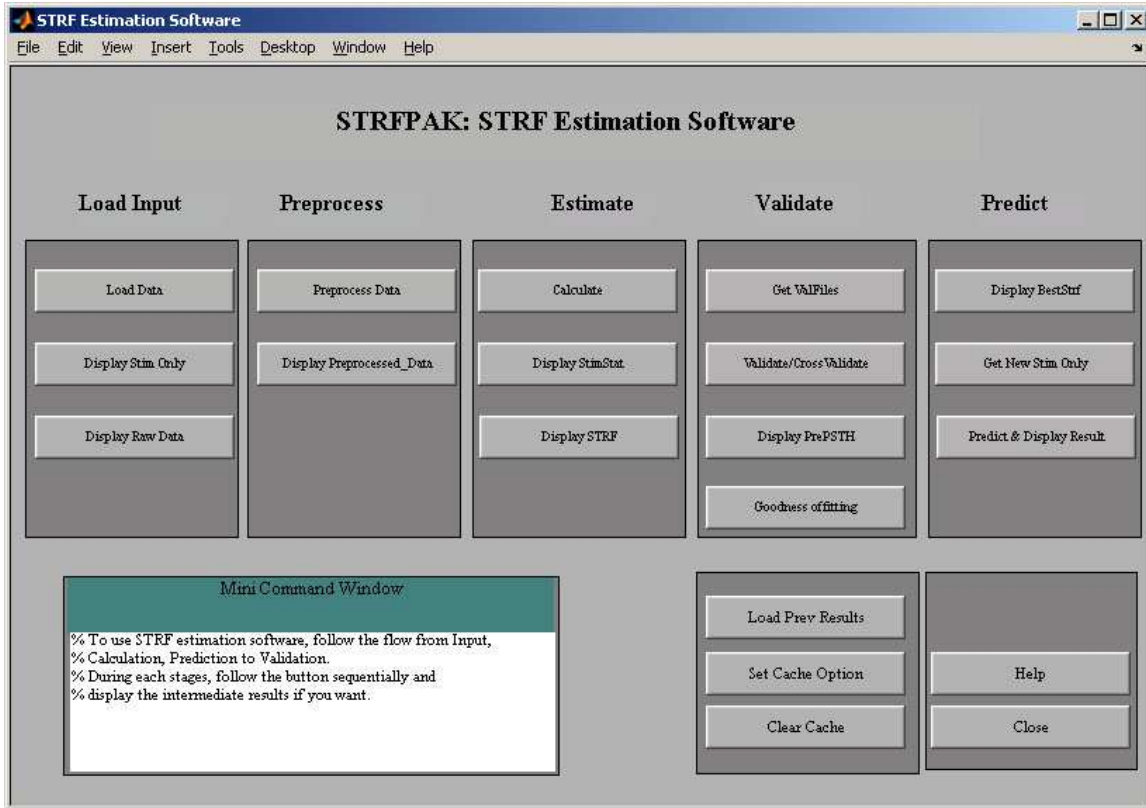 STRF Estimation Software
File Edit View Insert Tools Desktop Window Help
STRFPAK: STRF Estimation Software
Load Input Preprocess Estimate Validate Predict
Load Data Preprocess Data Calculate Get ValFiles Display BestStrf
Display Stim Only Display Preprocessed_Data Display StimStat Validate/CrossValidate Get New Stim Only
Display Raw Data Display STRF Display PrePSTH Predict & Display Result
Goodness offitting
Mini Command Window
% To use STRF estimation software, follow the flow from Input,
% Calculation, Prediction to Validation.
% During each stages, follow the button sequentially and
% display the intermediate results if you want.
Load Prev Results
Set Cache Option Help
Clear Cache Close